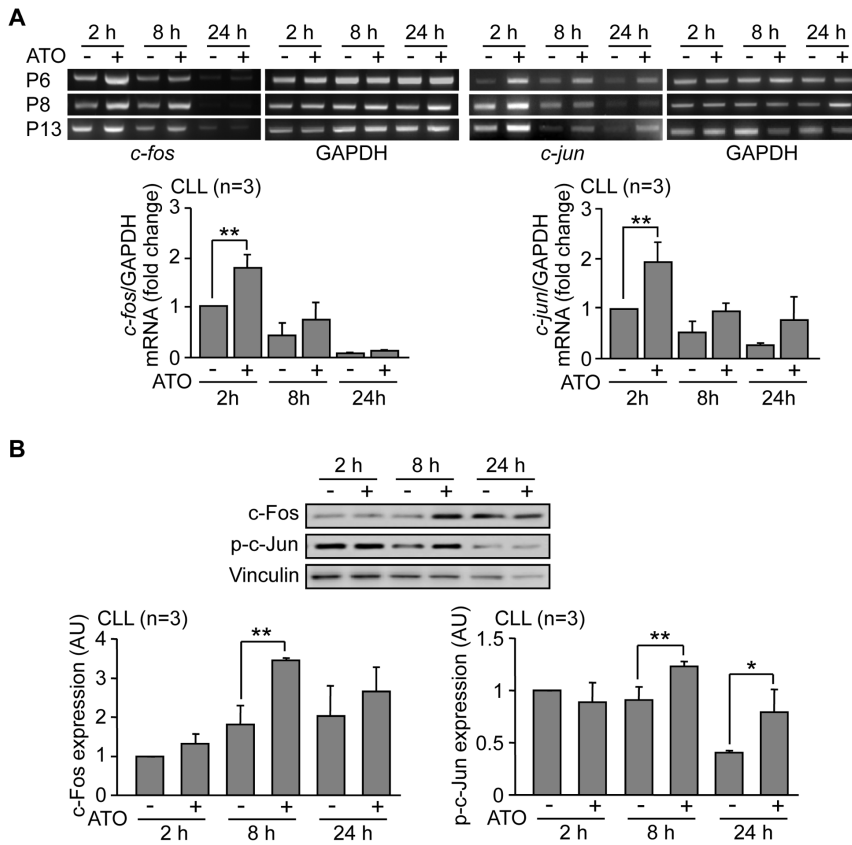 A
2 h 8 h 24 h 2 h 8 h 24 h 2 h 8 h 24 h 2 h 8 h 24 h
ATO - + - + - + - + - + - + - + - + - + - + - + - +
P6
P8
P13
c-fos GAPDH c-jun GAPDH
CLL (n=3)
c-fos/GAPDH
mRNA (fold change)
3
2
1
0
**
ATO - + - + - +
2h 8h 24h
CLL (n=3)
c-jun/GAPDH
mRNA (fold change)
3
2
1
0
**
ATO - + - + - +
2h 8h 24h
B
2 h 8 h 24 h
- + - + - +
c-Fos
p-c-Jun
Vinculin
CLL (n=3)
c-Fos expression (AU)
4
3
2
1
0
**
ATO - + - + - +
2 h 8 h 24 h
CLL (n=3)
p-c-Jun expression (AU)
1.5
1
0.5
0
**
*
ATO - + - + - +
2 h 8 h 24 h